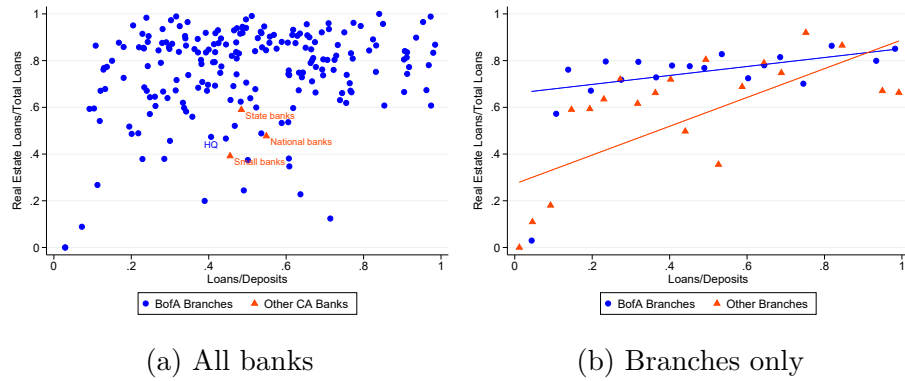 1
.8
.6
.4
.2
0
Real Estate Loans/Total Loans
State banks
National banks
HQ
Small banks
0 .2 .4 .6 .8 1
Loans/Deposits
BofA Branches Other CA Banks
(a) All banks
1
.8
.6
.4
.2
0
Real Estate Loans/Total Loans
0 .2 .4 .6 .8 1
Loans/Deposits
BofA Branches Other Branches
(b) Branches only